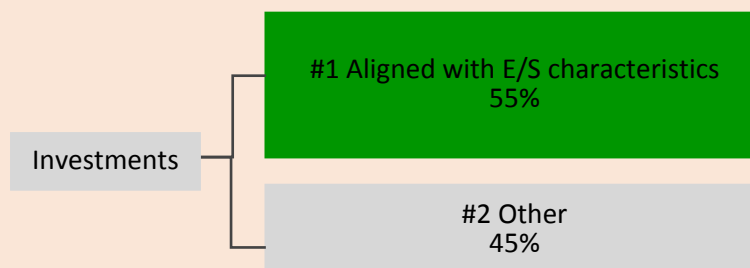 #1 Aligned with E/S characteristics
55%
Investments
#2 Other
45%